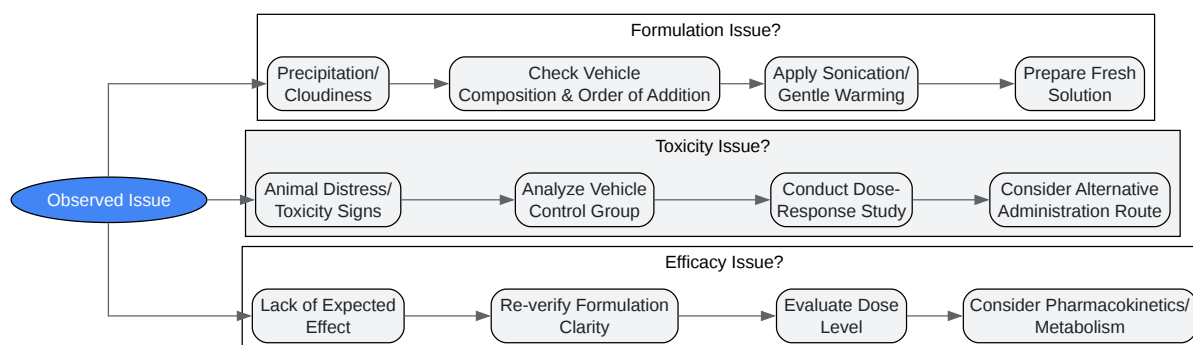 Formulation Issue?
Precipitation/
Cloudiness
Check Vehicle
Composition & Order of Addition
Apply Sonication/
Gentle Warming
Prepare Fresh
Solution
Observed Issue
Toxicity Issue?
Animal Distress/
Toxicity Signs
Analyze Vehicle
Control Group
Conduct Dose-
Response Study
Consider Alternative
Administration Route
Efficacy Issue?
Lack of Expected
Effect
Re-verify Formulation
Clarity
Evaluate Dose
Level
Consider Pharmacokinetics/
Metabolism